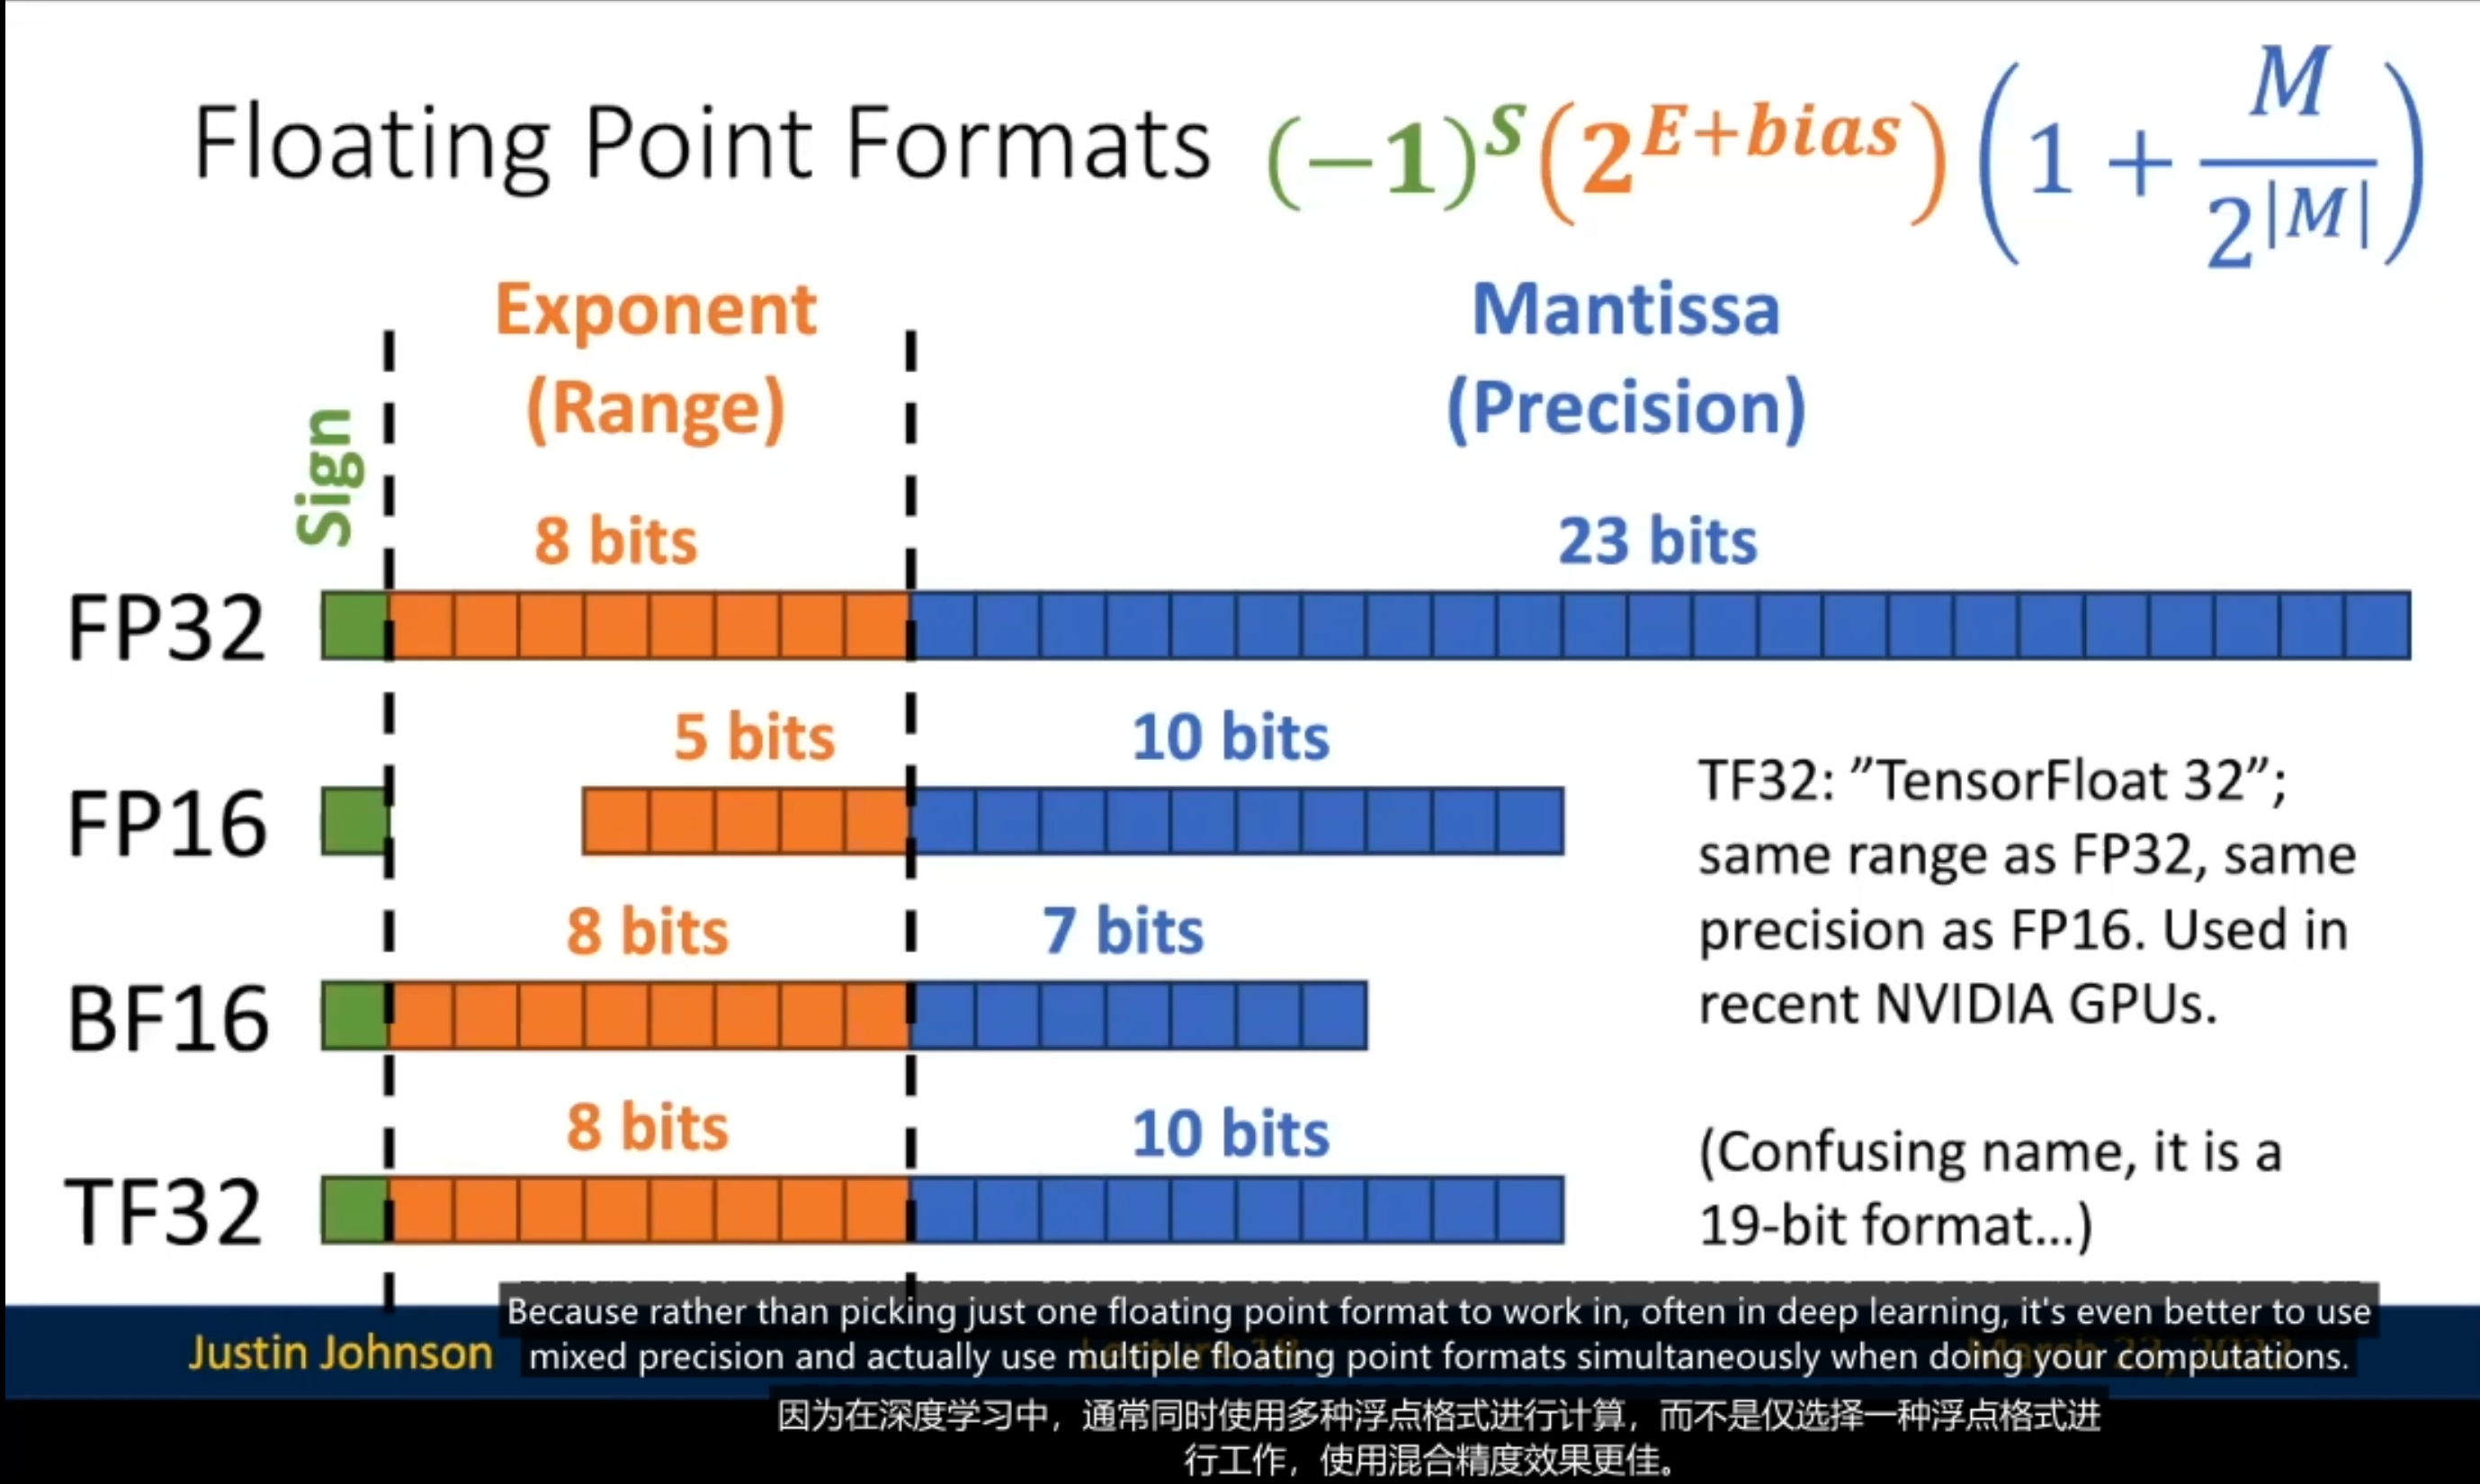 Floating Point Formats (−1)^S (2^{E+bias}) (1 + M/2^{|M|})
Exponent
(Range)
Mantissa
(Precision)
Sign
8 bits
23 bits
FP32
5 bits
10 bits
FP16
8 bits
7 bits
BF16
8 bits
10 bits
TF32
TF32: ”TensorFloat 32”;
same range as FP32, same
precision as FP16. Used in
recent NVIDIA GPUs.
(Confusing name, it is a
19-bit format...)
Justin Johnson
Because rather than picking just one floating point format to work in, often in deep learning, it's even better to use
mixed precision and actually use multiple floating point formats simultaneously when doing your computations.
因为在深度学习中，通常同时使用多种浮点格式进行计算，而不是仅选择一种浮点格式进
行工作，使用混合精度效果更佳。